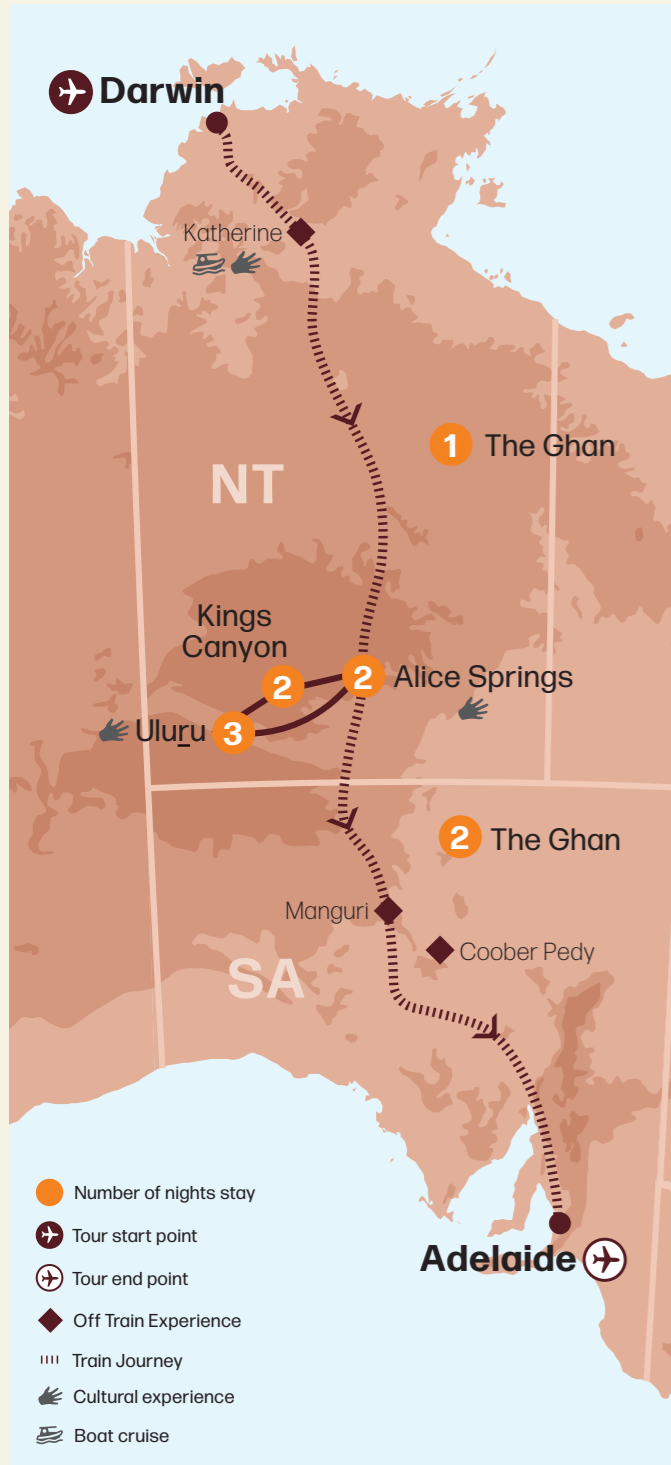 Darwin
Katherine
1 The Ghan
NT
Kings
Canyon
2
2 Alice Springs
Uluṟu 3
2 The Ghan
Manguri
Coober Pedy
SA
Adelaide
Number of nights stay
Tour start point
Tour end point
Off Train Experience
Train Journey
Cultural experience
Boat cruise